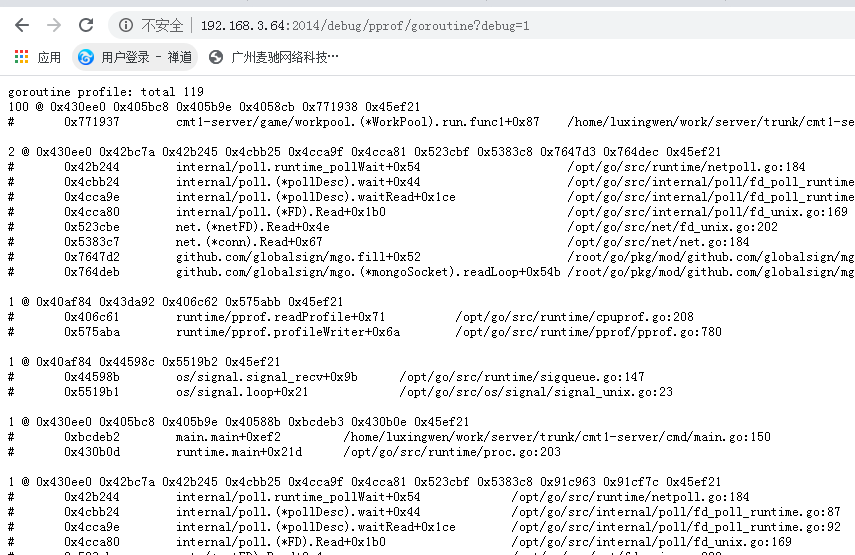 不安全 192.168.3.64:2014/debug/pprof/goroutine?debug=1
应用 用户登录 - 禅道 广州麦驰网络科技…
goroutine profile: total 119
100 @ 0x430ee0 0x405bc8 0x405b9e 0x4058cb 0x771938 0x45ef21
# 0x771937 cmt1-server/game/workpool.(*WorkPool).run.func1+0x87 /home/luxingwen/work/server/trunk/cmt1-se
2 @ 0x430ee0 0x42bc7a 0x42b245 0x4cbb25 0x4cca9f 0x4cca81 0x523cbf 0x5383c8 0x7647d3 0x764dec 0x45ef21
# 0x42b244 internal/poll.runtime_pollWait+0x54 /opt/go/src/runtime/netpoll.go:184
# 0x4cbb24 internal/poll.(*pollDesc).wait+0x44 /opt/go/src/internal/poll/fd_poll_runtime
# 0x4cca9e internal/poll.(*pollDesc).waitRead+0x1ce /opt/go/src/internal/poll/fd_poll_runtime
# 0x4cca80 internal/poll.(*FD).Read+0x1b0 /opt/go/src/internal/poll/fd_unix.go:169
# 0x523cbe net.(*netFD).Read+0x4e /opt/go/src/net/fd_unix.go:202
# 0x5383c7 net.(*conn).Read+0x67 /opt/go/src/net/net.go:184
# 0x7647d2 github.com/globalsign/mgo.fill+0x52 /root/go/pkg/mod/github.com/globalsign/mg
# 0x764deb github.com/globalsign/mgo.(*mongoSocket).readLoop+0x54b /root/go/pkg/mod/github.com/globalsign/mg
1 @ 0x40af84 0x43da92 0x406c62 0x575abb 0x45ef21
# 0x406c61 runtime/pprof.readProfile+0x71 /opt/go/src/runtime/cpuprof.go:208
# 0x575aba runtime/pprof.profileWriter+0x6a /opt/go/src/runtime/pprof/pprof.go:780
1 @ 0x40af84 0x44598c 0x5519b2 0x45ef21
# 0x44598b os/signal.signal_recv+0x9b /opt/go/src/runtime/sigqueue.go:147
# 0x5519b1 os/signal.loop+0x21 /opt/go/src/os/signal/signal_unix.go:23
1 @ 0x430ee0 0x405bc8 0x405b9e 0x40588b 0xbcdeb3 0x430b0e 0x45ef21
# 0xbcdeb2 main.main+0xef2 /home/luxingwen/work/server/trunk/cmt1-server/cmd/main.go:150
# 0x430b0d runtime.main+0x21d /opt/go/src/runtime/proc.go:203
1 @ 0x430ee0 0x42bc7a 0x42b245 0x4cbb25 0x4cca9f 0x4cca81 0x523cbf 0x5383c8 0x91c963 0x91cf7c 0x45ef21
# 0x42b244 internal/poll.runtime_pollWait+0x54 /opt/go/src/runtime/netpoll.go:184
# 0x4cbb24 internal/poll.(*pollDesc).wait+0x44 /opt/go/src/internal/poll/fd_poll_runtime.go:87
# 0x4cca9e internal/poll.(*pollDesc).waitRead+0x1ce /opt/go/src/internal/poll/fd_poll_runtime.go:92
# 0x4cca80 internal/poll.(*FD).Read+0x1b0 /opt/go/src/internal/poll/fd_unix.go:169